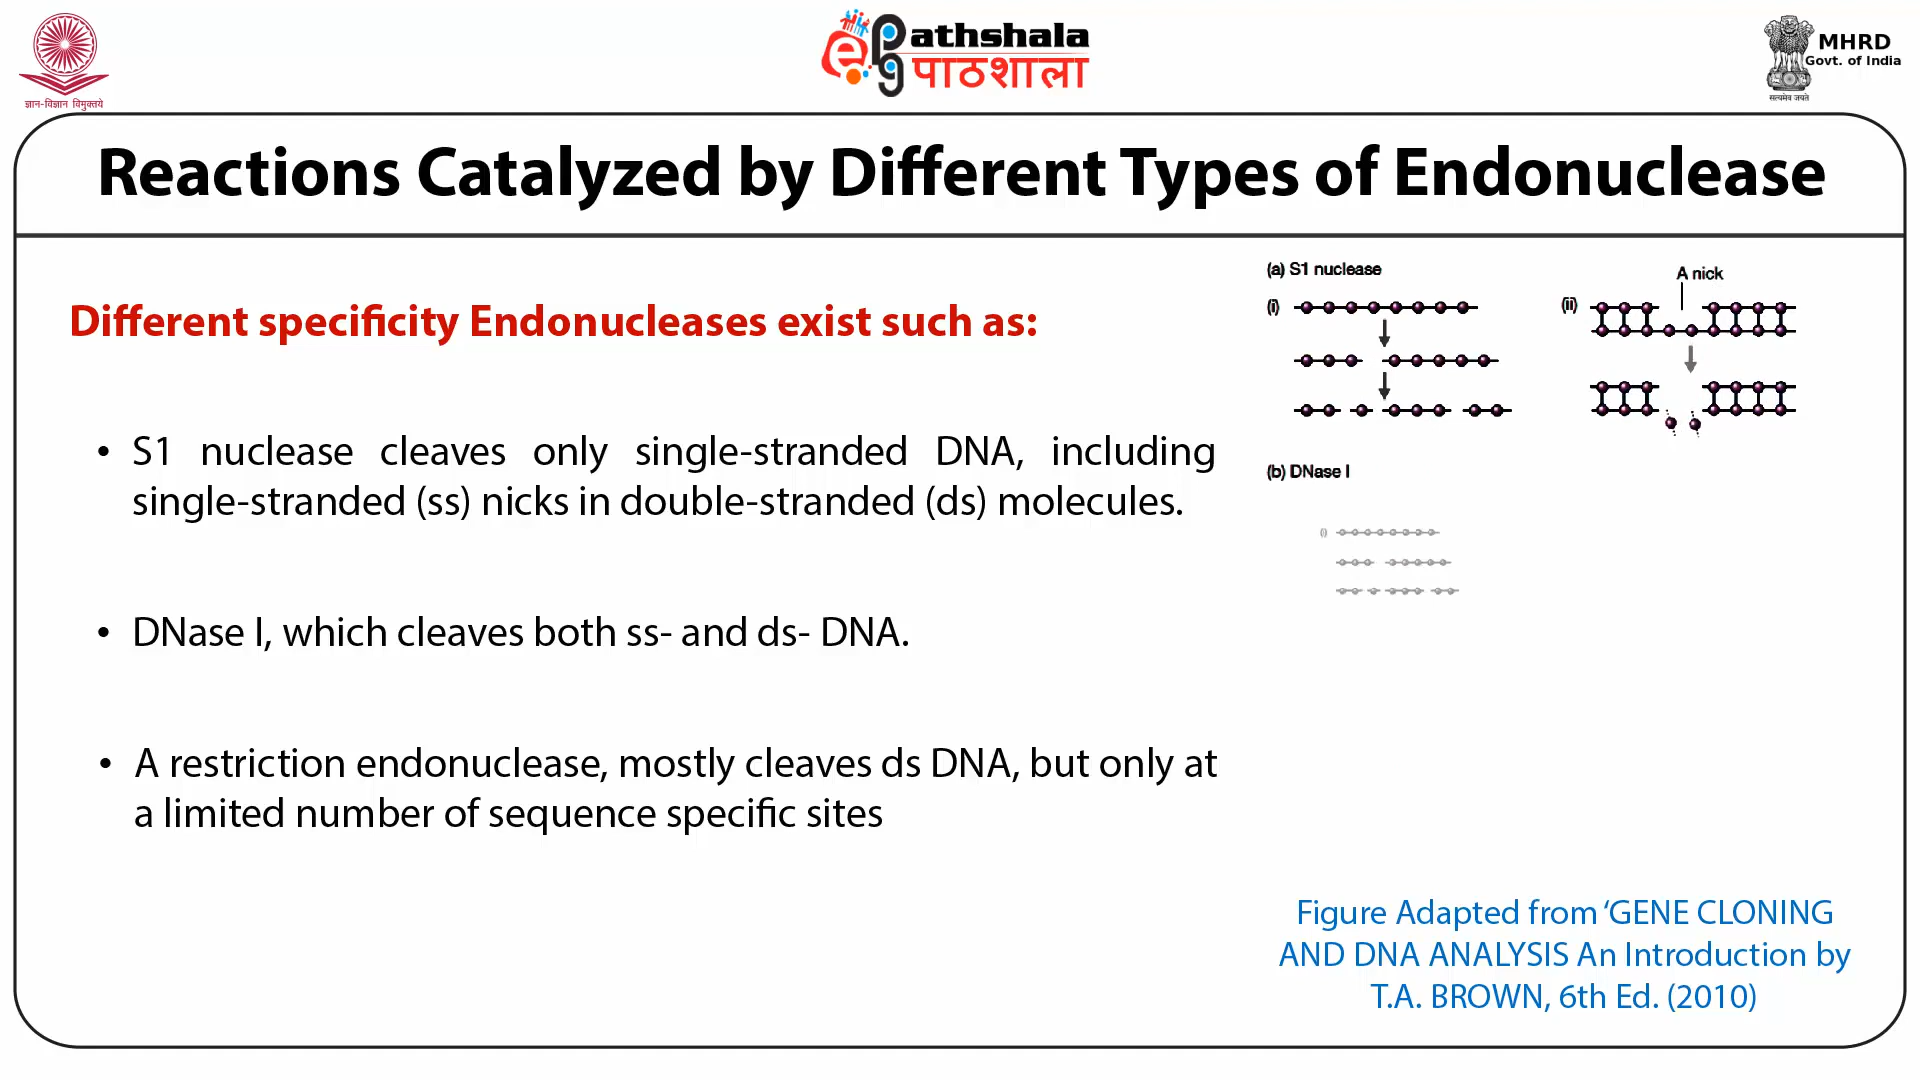 ज्ञान-विज्ञान विमुक्तये
ePgathshala
पाठशाला
MHRD
Govt. of India
सत्यमेव जयते
Reactions Catalyzed by Different Types of Endonuclease
Different specificity Endonucleases exist such as:
• S1 nuclease cleaves only single-stranded DNA, including
single-stranded (ss) nicks in double-stranded (ds) molecules.
• DNase I, which cleaves both ss- and ds- DNA.
• A restriction endonuclease, mostly cleaves ds DNA, but only at
a limited number of sequence specific sites
(a) S1 nuclease
A nick
(i)
(ii)
(b) DNase I
(i)
Figure Adapted from ‘GENE CLONING
AND DNA ANALYSIS An Introduction by
T.A. BROWN, 6th Ed. (2010)